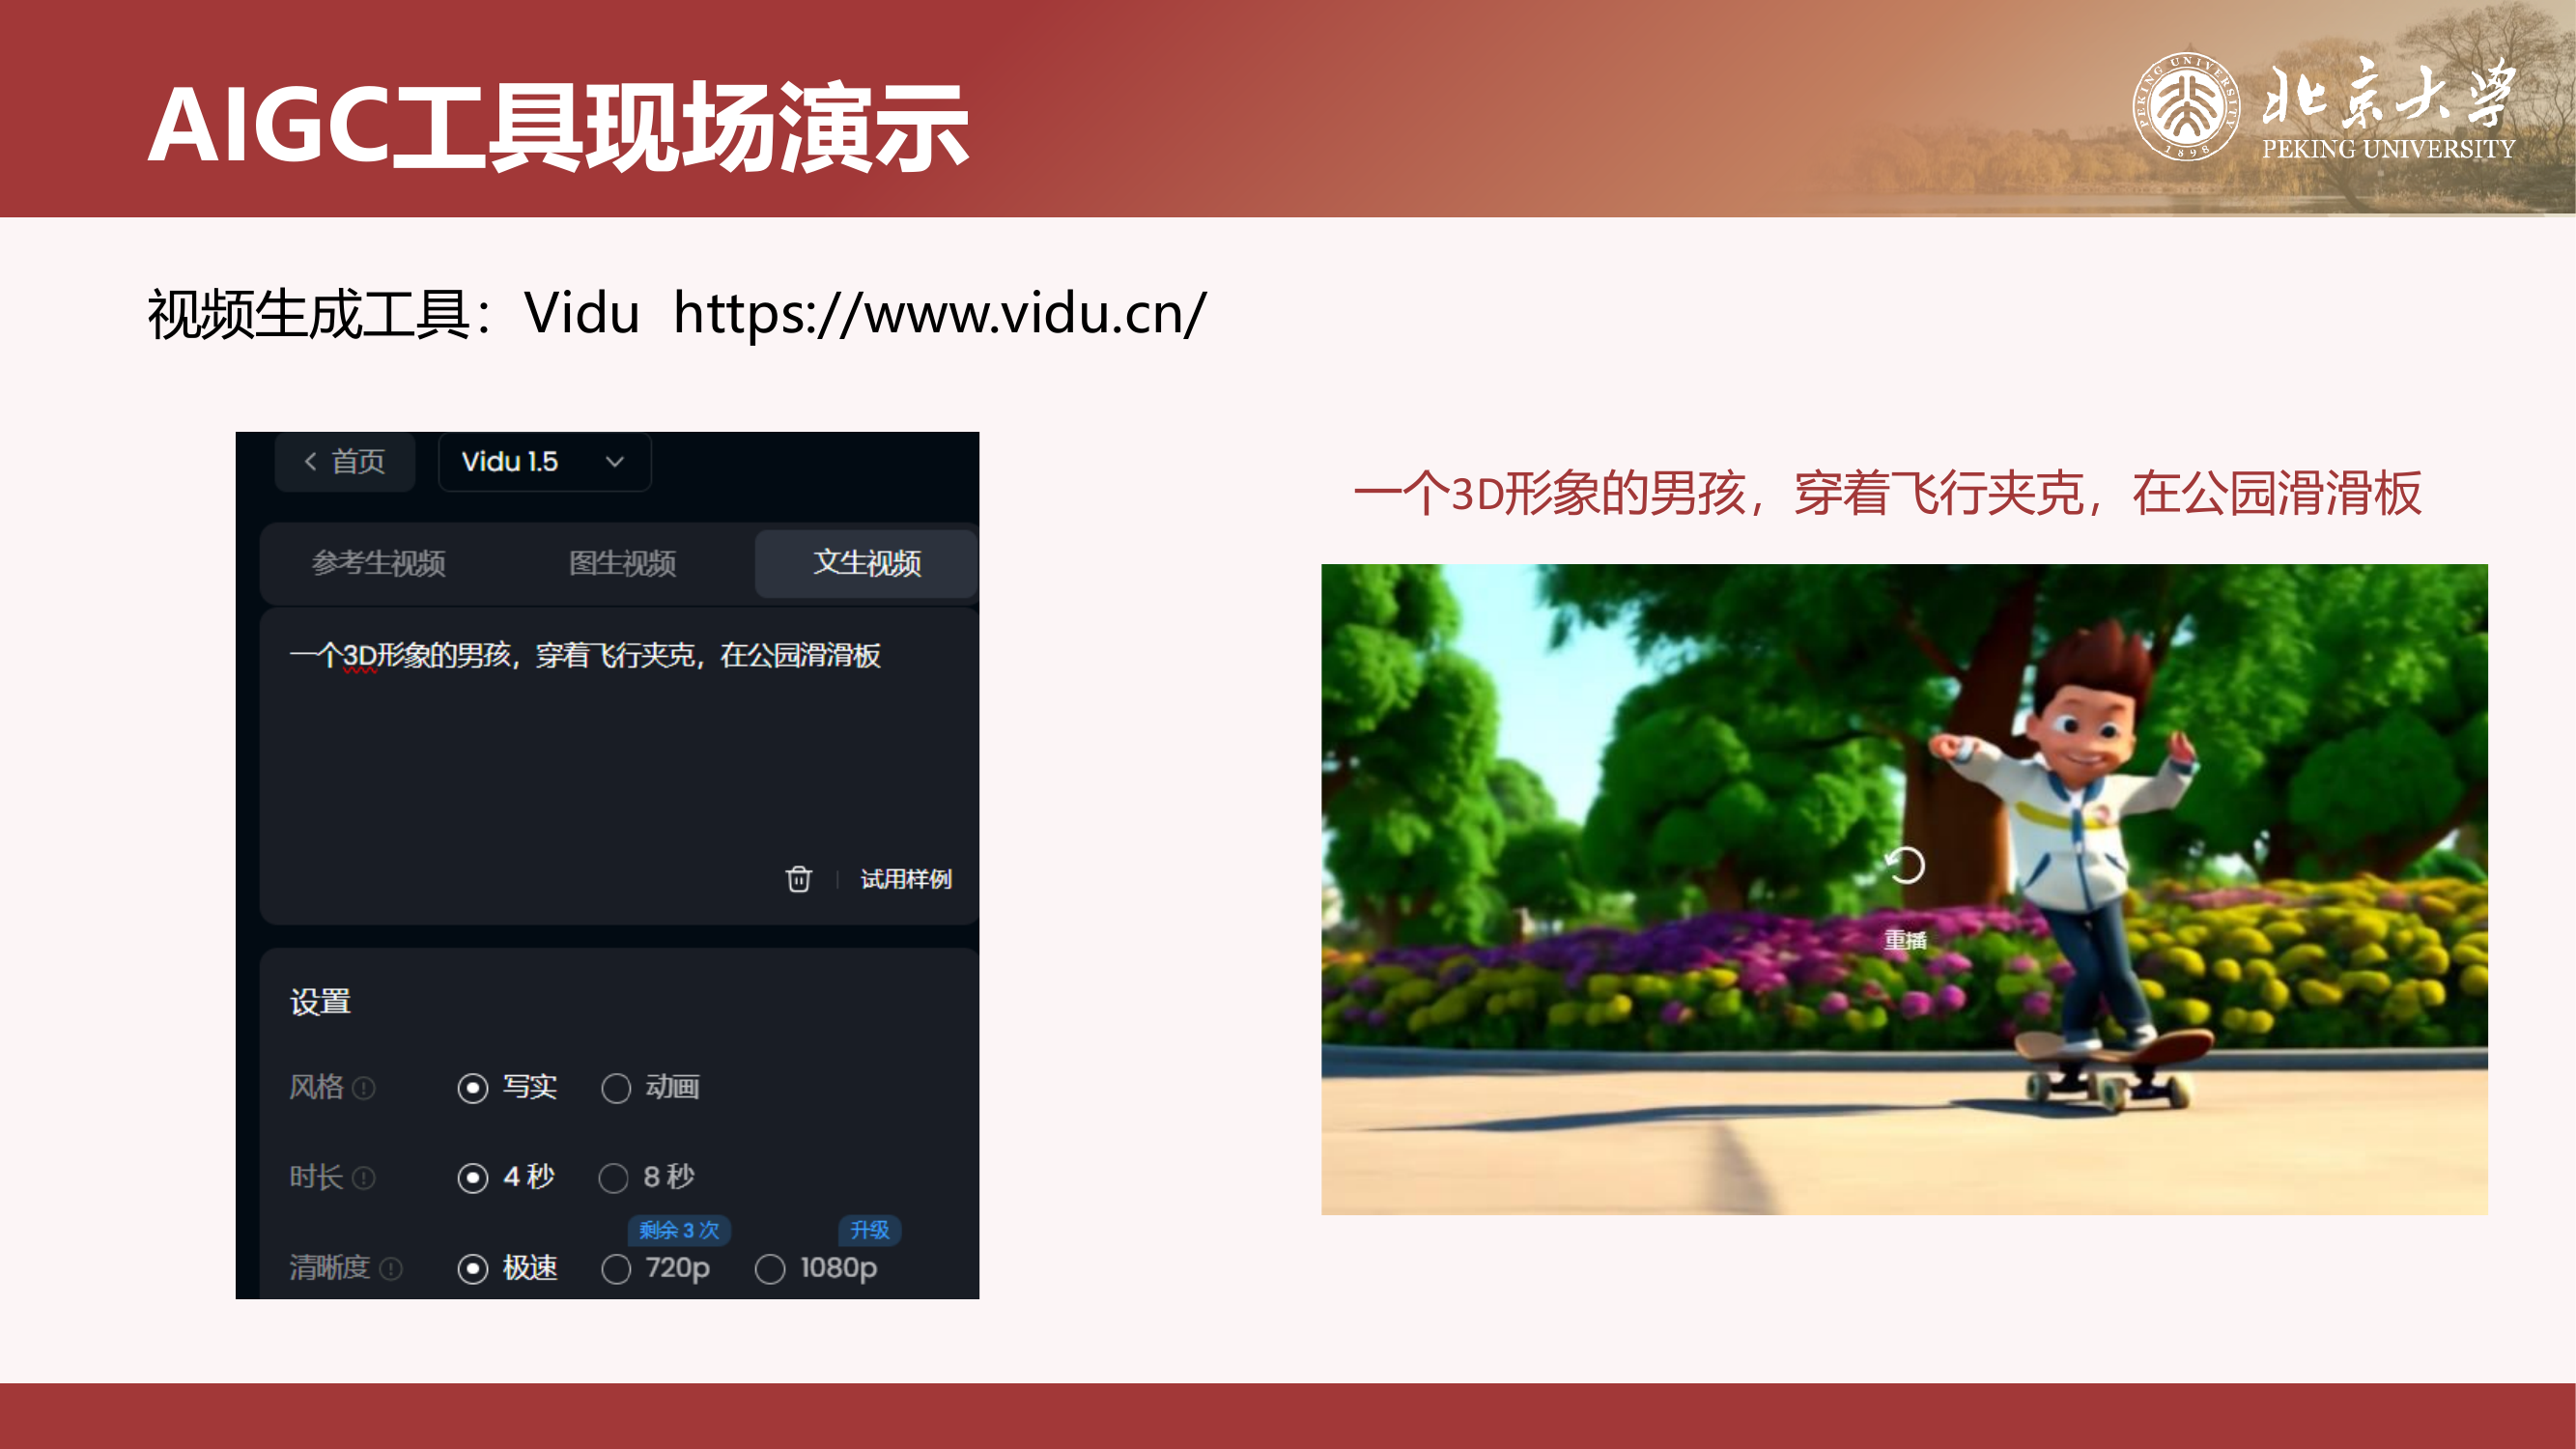 AIGC工具现场演示
PEKING UNIVERSITY
1898
北京大学
PEKING UNIVERSITY
视频生成工具：Vidu https://www.vidu.cn/
首页
Vidu 1.5
参考生视频
图生视频
文生视频
一个3D形象的男孩，穿着飞行夹克，在公园滑滑板
试用样例
设置
风格 写实 动画
时长 4 秒 8 秒
剩余 3 次 升级
清晰度 极速 720p 1080p
一个3D形象的男孩，穿着飞行夹克，在公园滑滑板
重播